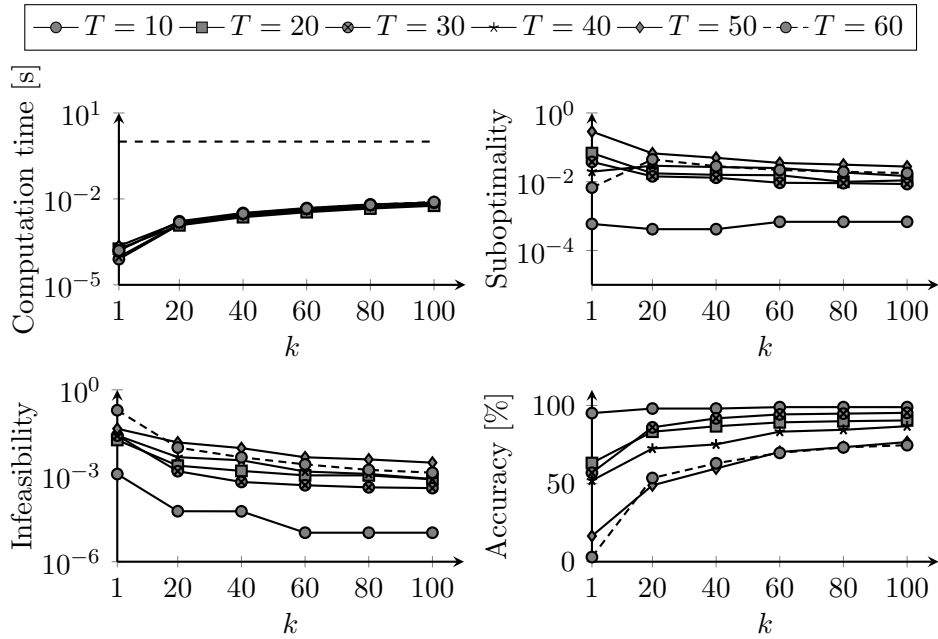 T = 10 T = 20 T = 30 T = 40 T = 50 T = 60
Computation time [s]
10^1
10^−2
10^−5
1 20 40 60 80 100
k
Suboptimality
10^0
10^−2
10^−4
1 20 40 60 80 100
k
Infeasibility
10^0
10^−3
10^−6
1 20 40 60 80 100
k
Accuracy [%]
100
50
0
1 20 40 60 80 100
k